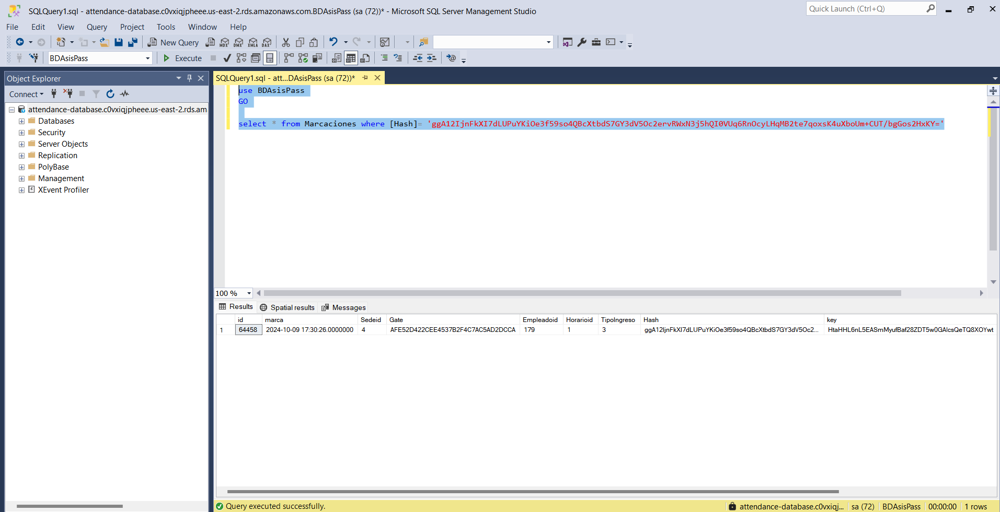 SQLQuery1.sql - attendance-database.c0vxiqjpheee.us-east-2.rds.amazonaws.com.BDAsisPass (sa (72))* - Microsoft SQL Server Management Studio
Quick Launch (Ctrl+Q)
File Edit View Query Project Tools Window Help
New Query MDX DMX XMLA DAX
BDAsisPass Execute
Object Explorer
SQLQuery1.sql - att...DAsisPass (sa (72))*
Connect
attendance-database.c0vxiqjpheee.us-east-2.rds.am
Databases
Security
Server Objects
Replication
PolyBase
Management
XEvent Profiler
use BDAsisPass
GO
select * from Marcaciones where [Hash]= 'ggA12IjnFkXI7dLUPuYKiOe3f59so4QBcXtbdS7GY3dV5Oc2ervRWxN3j5hQI0VUq6RnOcyLHqMB2te7qoxsK4uXboUm+CUT/bgGos2HxKY='
100 %
Results Spatial results Messages
id marca Sedeid Gate Empleadoid Horarioid TipoIngreso Hash key
1 64458 2024-10-09 17:30:26.0000000 4 AFE52D422CEE4537B2F4C7AC5AD2DCCA 179 1 3 ggA12IjnFkXI7dLUPuYKiOe3f59so4QBcXtbdS7GY3dV5Oc2... HtaHHL6nL5EASmMyufBaf28ZDT5w0GAlcsQeTQ8XOYwt
Query executed successfully.
attendance-database.c0vxiqj... sa (72) BDAsisPass 00:00:00 1 rows